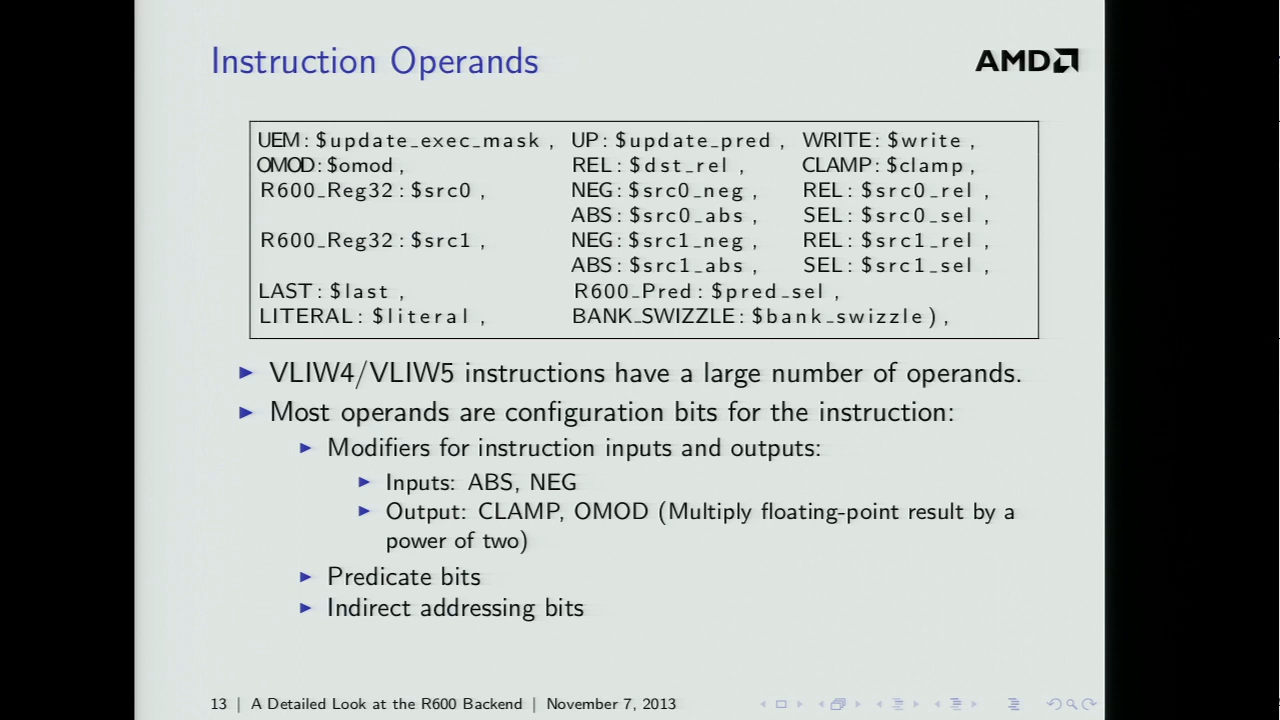 Instruction Operands
AMD
UEM:$update_exec_mask, UP:$update_pred, WRITE:$write,
OMOD:$omod, REL:$dst_rel, CLAMP:$clamp,
R600_Reg32:$src0, NEG:$src0_neg, REL:$src0_rel,
ABS:$src0_abs, SEL:$src0_sel,
R600_Reg32:$src1, NEG:$src1_neg, REL:$src1_rel,
ABS:$src1_abs, SEL:$src1_sel,
LAST:$last, R600_Pred:$pred_sel,
LITERAL:$literal, BANK_SWIZZLE:$bank_swizzle),
VLIW4/VLIW5 instructions have a large number of operands.
Most operands are configuration bits for the instruction:
Modifiers for instruction inputs and outputs:
Inputs: ABS, NEG
Output: CLAMP, OMOD (Multiply floating-point result by a
power of two)
Predicate bits
Indirect addressing bits
13 | A Detailed Look at the R600 Backend | November 7, 2013